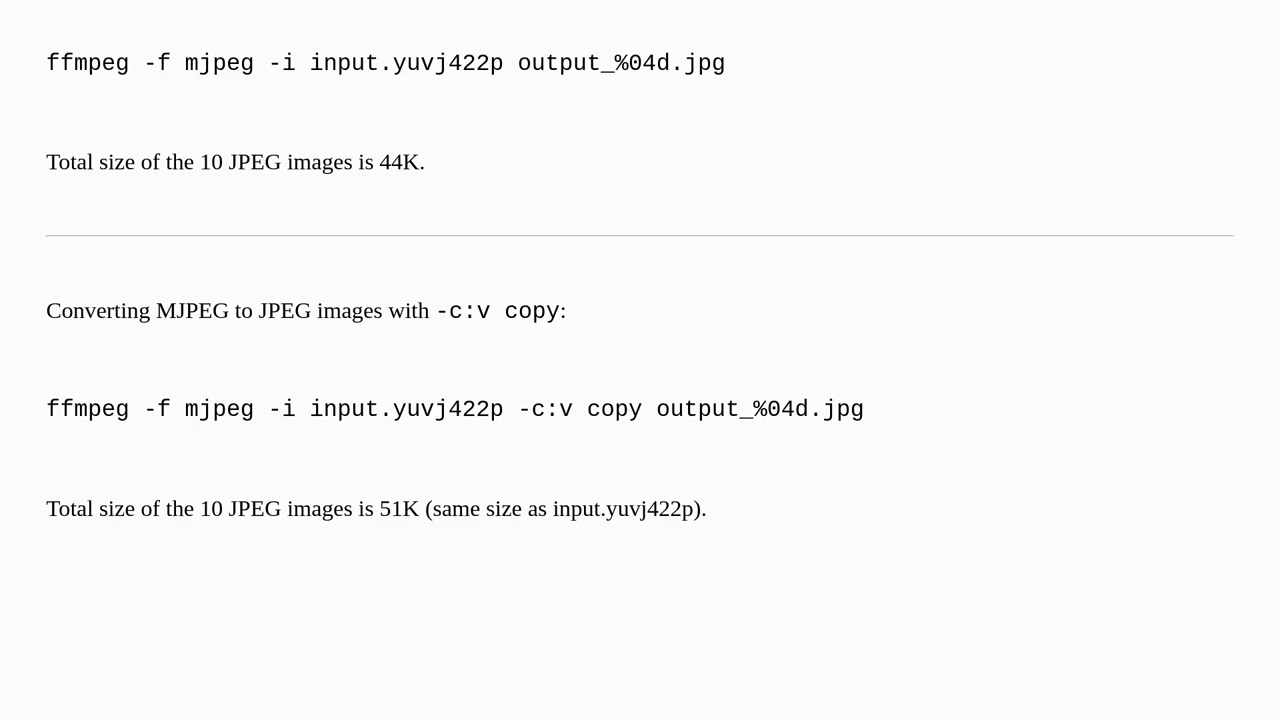 ffmpeg -f mjpeg -i input.yuvj422p output_%04d.jpg
Total size of the 10 JPEG images is 44K.
Converting MJPEG to JPEG images with -c:v copy:
ffmpeg -f mjpeg -i input.yuvj422p -c:v copy output_%04d.jpg
Total size of the 10 JPEG images is 51K (same size as input.yuvj422p).